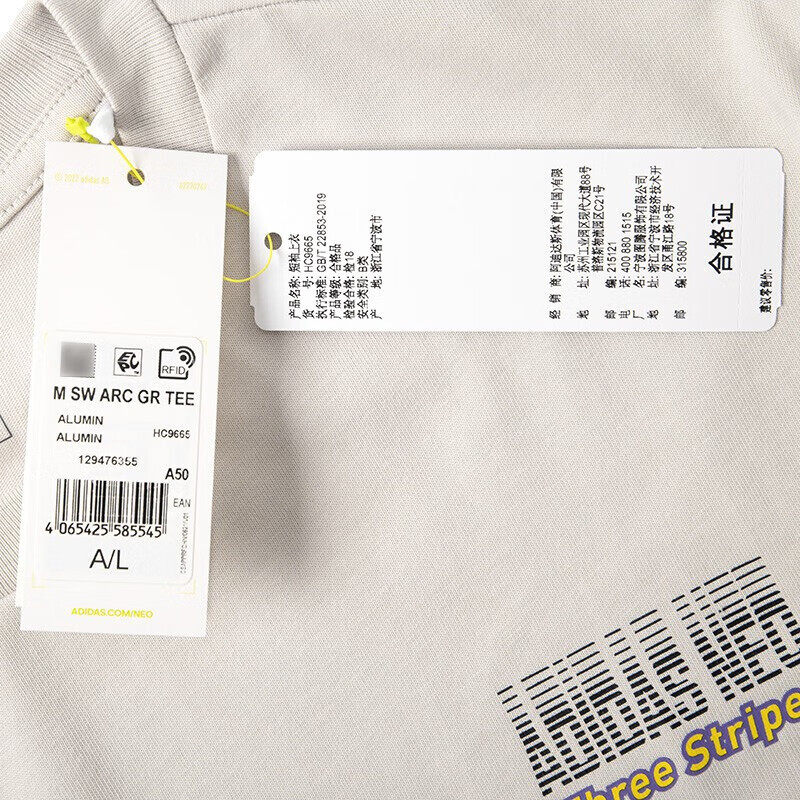 © 2022 adidas AG
RFID
M SW ARC GR TEE
ALUMIN
ALUMIN
HC9665
129476355
A50
EAN
4 065425 585545
A/L
ADIDAS.COM/NEO
产品名称: 短袖上衣
货 号: HC9665
执行标准: GB/T 22853-2019
产品等级: 合格品
检验合格: 检18
安全类别: B类
产 地: 浙江省宁波市
经 销 商: 阿迪达斯体育(中国)有限公司
地 址: 苏州工业园区现代大道88号
普洛斯物流园区C21号
邮 编: 215121
电 话: 400 880 1515
厂 名: 宁波图腾服饰有限公司
地 址: 浙江省宁波市经济技术开
发区甬江路18号
邮 编: 315800
合格证
建议零售价:
ADIDAS NEO
Three Stripe